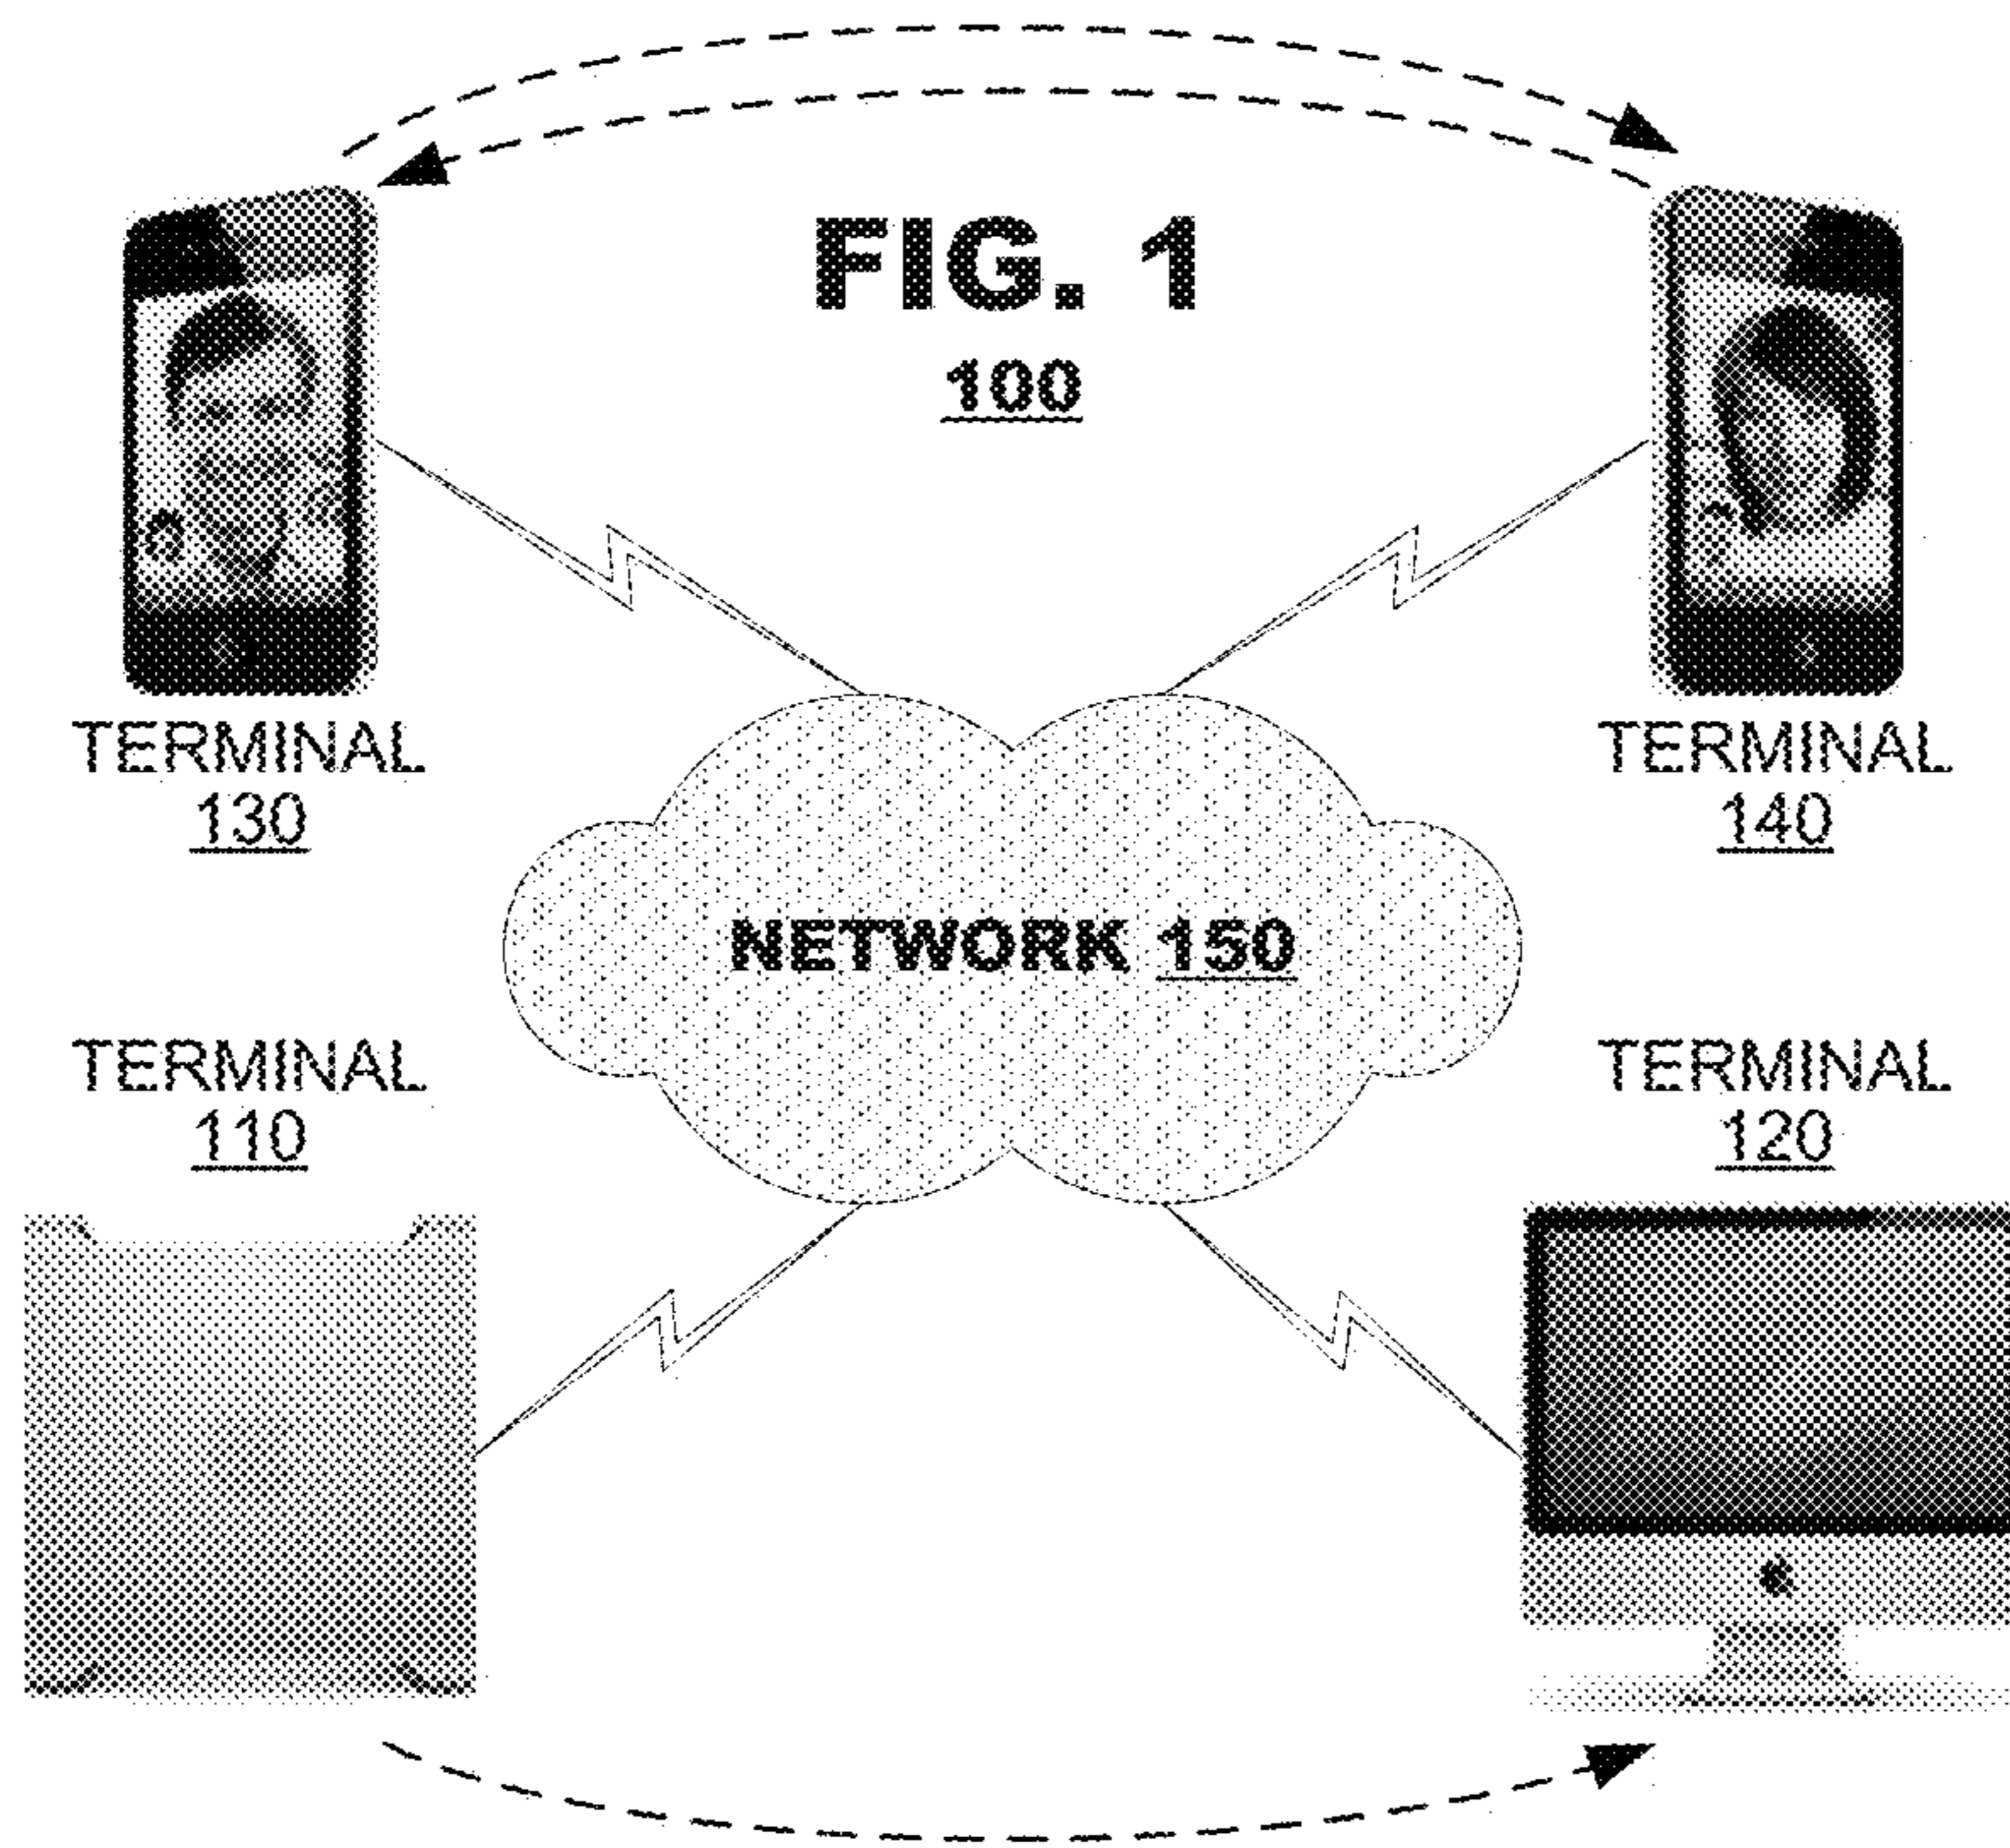 FIG. 1
100
TERMINAL
130
TERMINAL
140
NETWORK 150
TERMINAL
110
TERMINAL
120